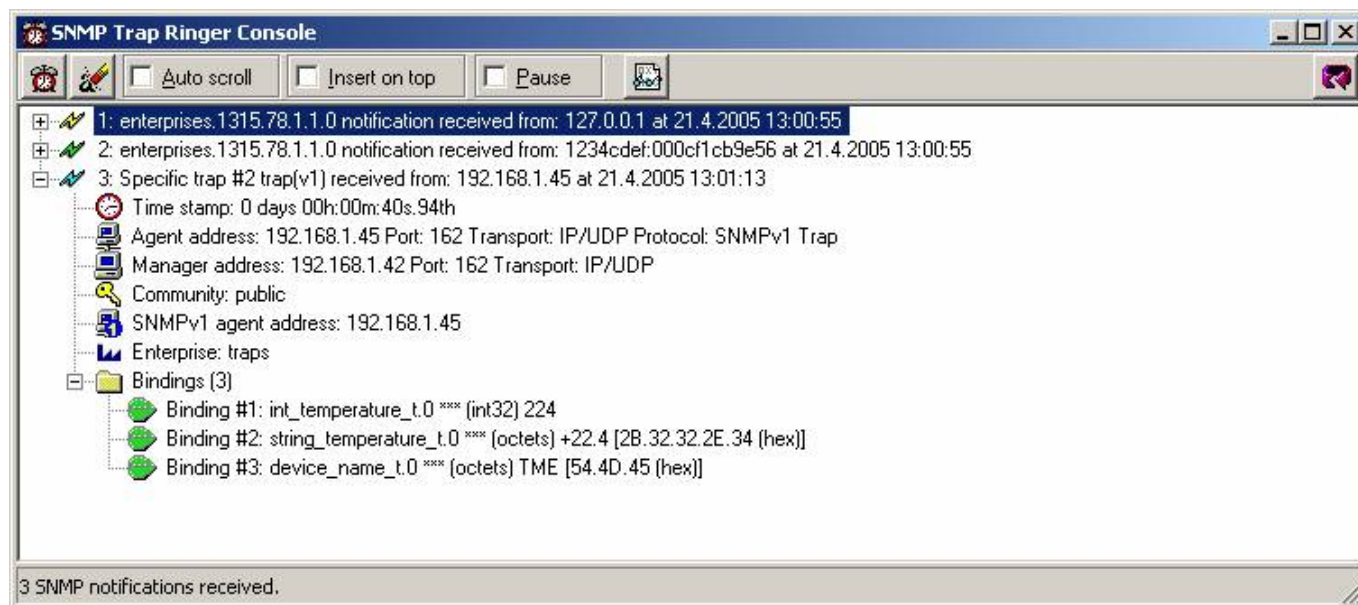 SNMP Trap Ringer Console
Auto scroll Insert on top Pause
1: enterprises.1315.78.1.1.0 notification received from: 127.0.0.1 at 21.4.2005 13:00:55
2: enterprises.1315.78.1.1.0 notification received from: 1234cdef:000cf1cb9e56 at 21.4.2005 13:00:55
3: Specific trap #2 trap(v1) received from: 192.168.1.45 at 21.4.2005 13:01:13
Time stamp: 0 days 00h:00m:40s.94th
Agent address: 192.168.1.45 Port: 162 Transport: IP/UDP Protocol: SNMPv1 Trap
Manager address: 192.168.1.42 Port: 162 Transport: IP/UDP
Community: public
SNMPv1 agent address: 192.168.1.45
Enterprise: traps
Bindings (3)
Binding #1: int_temperature_t.0 *** (int32) 224
Binding #2: string_temperature_t.0 *** (octets) +22.4 [2B.32.32.2E.34 (hex)]
Binding #3: device_name_t.0 *** (octets) TME [54.4D.45 (hex)]
3 SNMP notifications received.